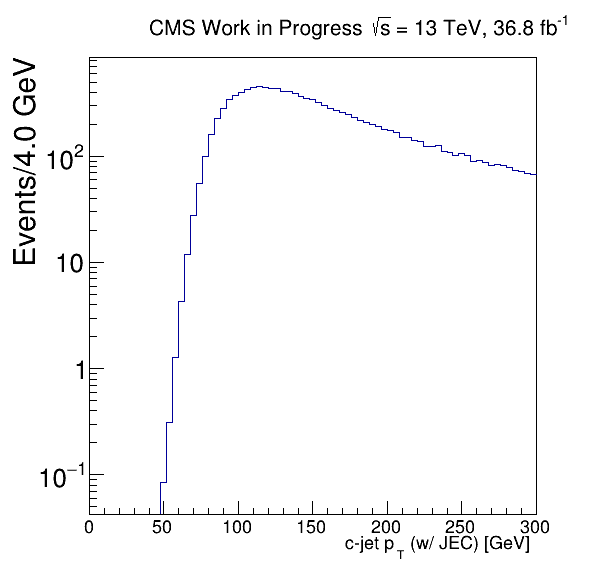 CMS Work in Progress √s = 13 TeV, 36.8 fb⁻¹
Events/4.0 GeV
10²
10
1
10⁻¹
0 50 100 150 200 250 300
c-jet p_T (w/ JEC) [GeV]